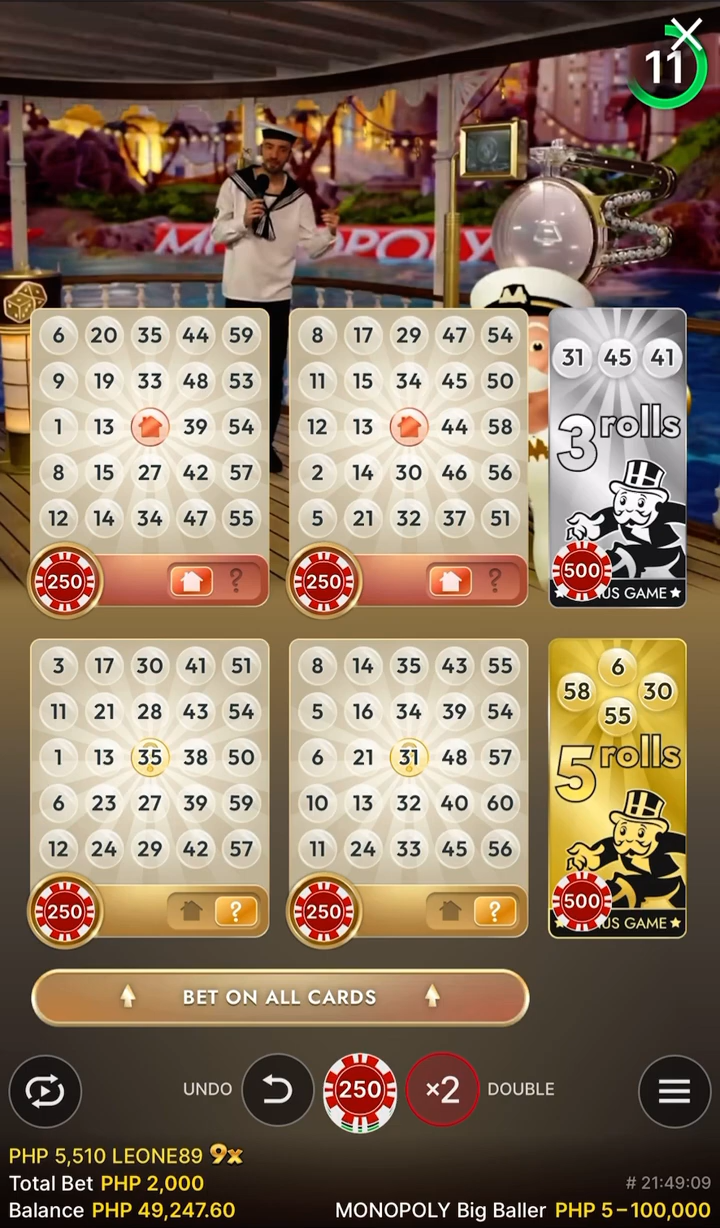 11
MONOPOLY
6 20 35 44 59
9 19 33 48 53
1 13 39 54
8 15 27 42 57
12 14 34 47 55
250 ?
8 17 29 47 54
11 15 34 45 50
12 13 44 58
2 14 30 46 56
5 21 32 37 51
250 ?
31 45 41
3 rolls
500 US GAME
3 17 30 41 51
11 21 28 43 54
1 13 35 38 50
6 23 27 39 59
12 24 29 42 57
250 ?
8 14 35 43 55
5 16 34 39 54
6 21 31 48 57
10 13 32 40 60
11 24 33 45 56
250 ?
6
58 30
55
5 rolls
500 US GAME
BET ON ALL CARDS
UNDO 250 ×2 DOUBLE
PHP 5,510 LEONE89 9x
Total Bet PHP 2,000
# 21:49:09
Balance PHP 49,247.60
MONOPOLY Big Baller PHP 5–100,000